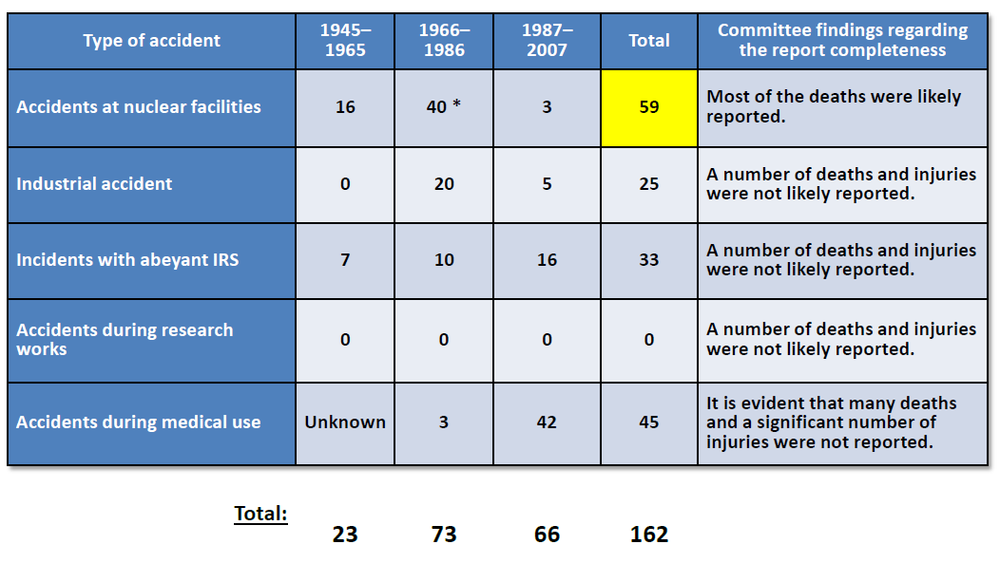 Type of accident 1945– 1966– 1987– Total Committee findings regarding
1965 1986 2007 the report completeness
Accidents at nuclear facilities 16 40 * 3 59 Most of the deaths were likely
reported.
Industrial accident 0 20 5 25 A number of deaths and injuries
were not likely reported.
Incidents with abeyant IRS 7 10 16 33 A number of deaths and injuries
were not likely reported.
Accidents during research
works 0 0 0 0 A number of deaths and injuries
were not likely reported.
Accidents during medical use Unknown 3 42 45 It is evident that many deaths
and a significant number of
injuries were not reported.
Total:
23 73 66 162